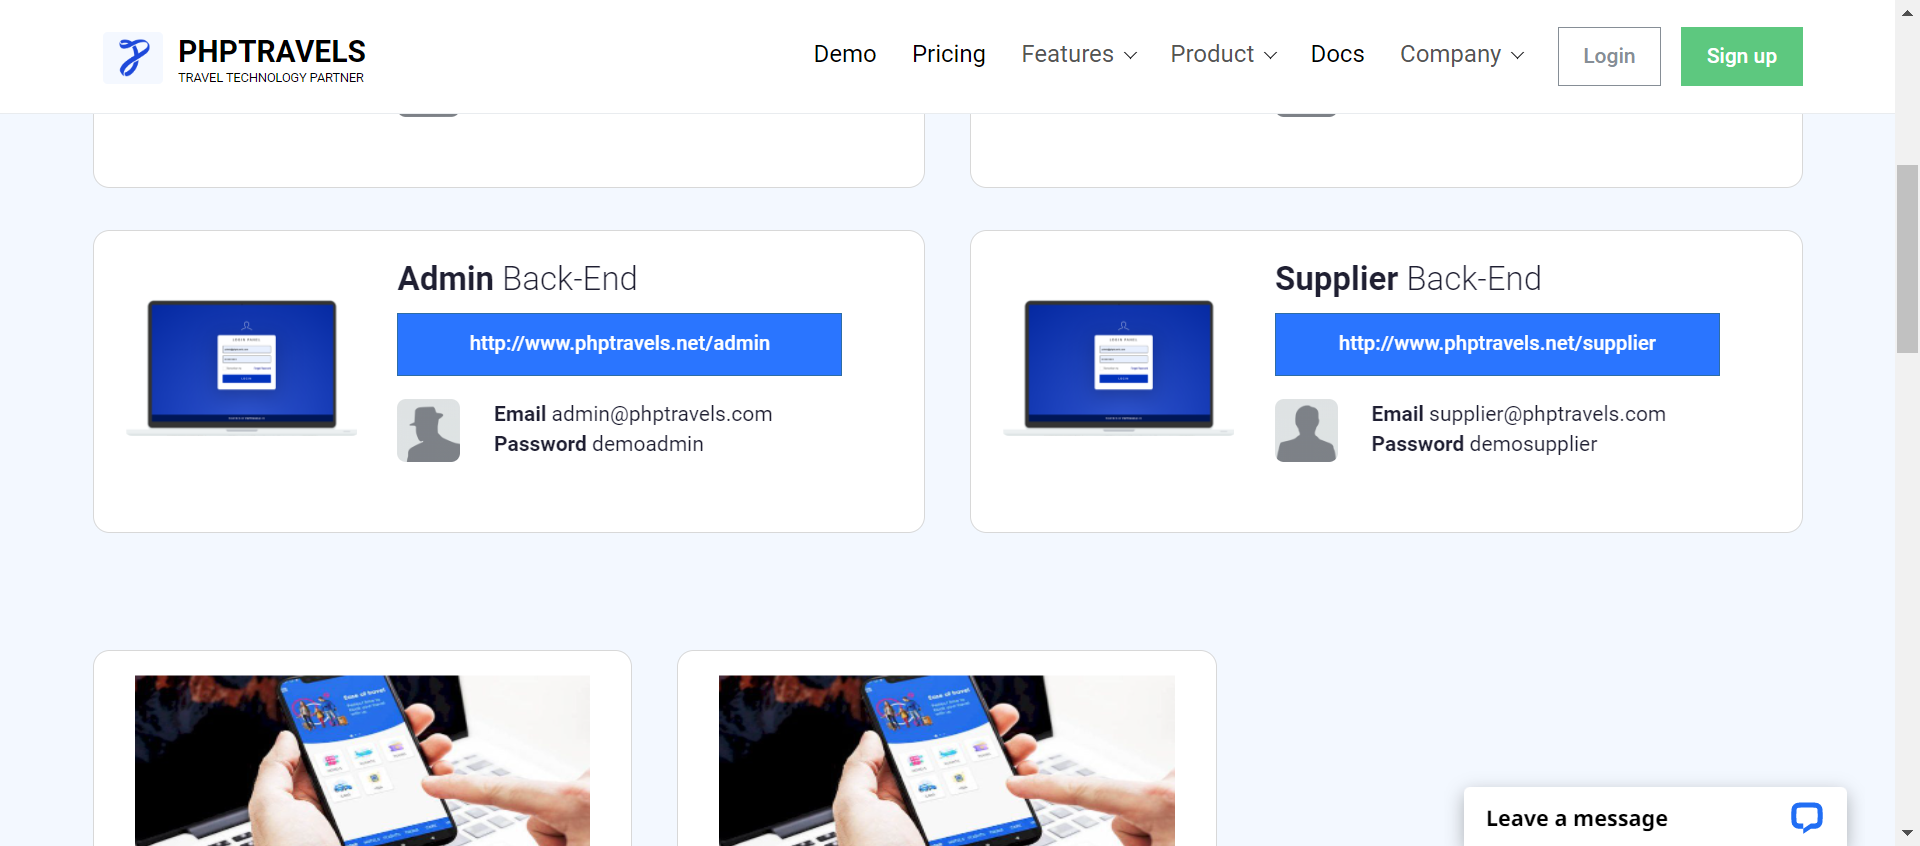 PHPTRAVELS
TRAVEL TECHNOLOGY PARTNER
Demo Pricing Features Product Docs Company Login Sign up
Admin Back-End
http://www.phptravels.net/admin
Email admin@phptravels.com
Password demoadmin
Supplier Back-End
http://www.phptravels.net/supplier
Email supplier@phptravels.com
Password demosupplier
Leave a message